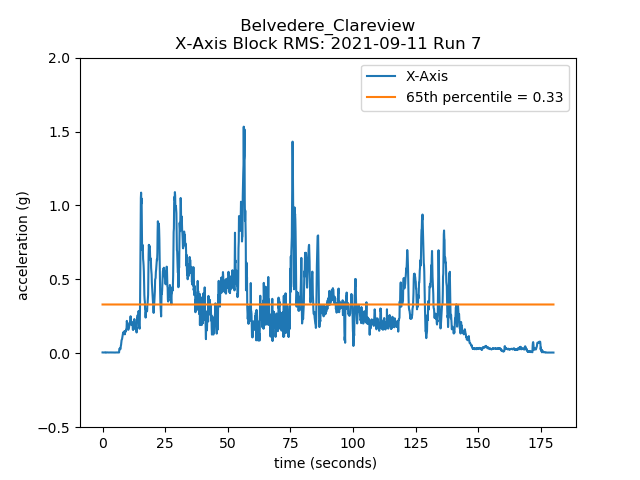 Belvedere_Clareview
X-Axis Block RMS: 2021-09-11 Run 7
X-Axis
65th percentile = 0.33
2.0
1.5
1.0
0.5
0.0
−0.5
acceleration (g)
0 25 50 75 100 125 150 175
time (seconds)